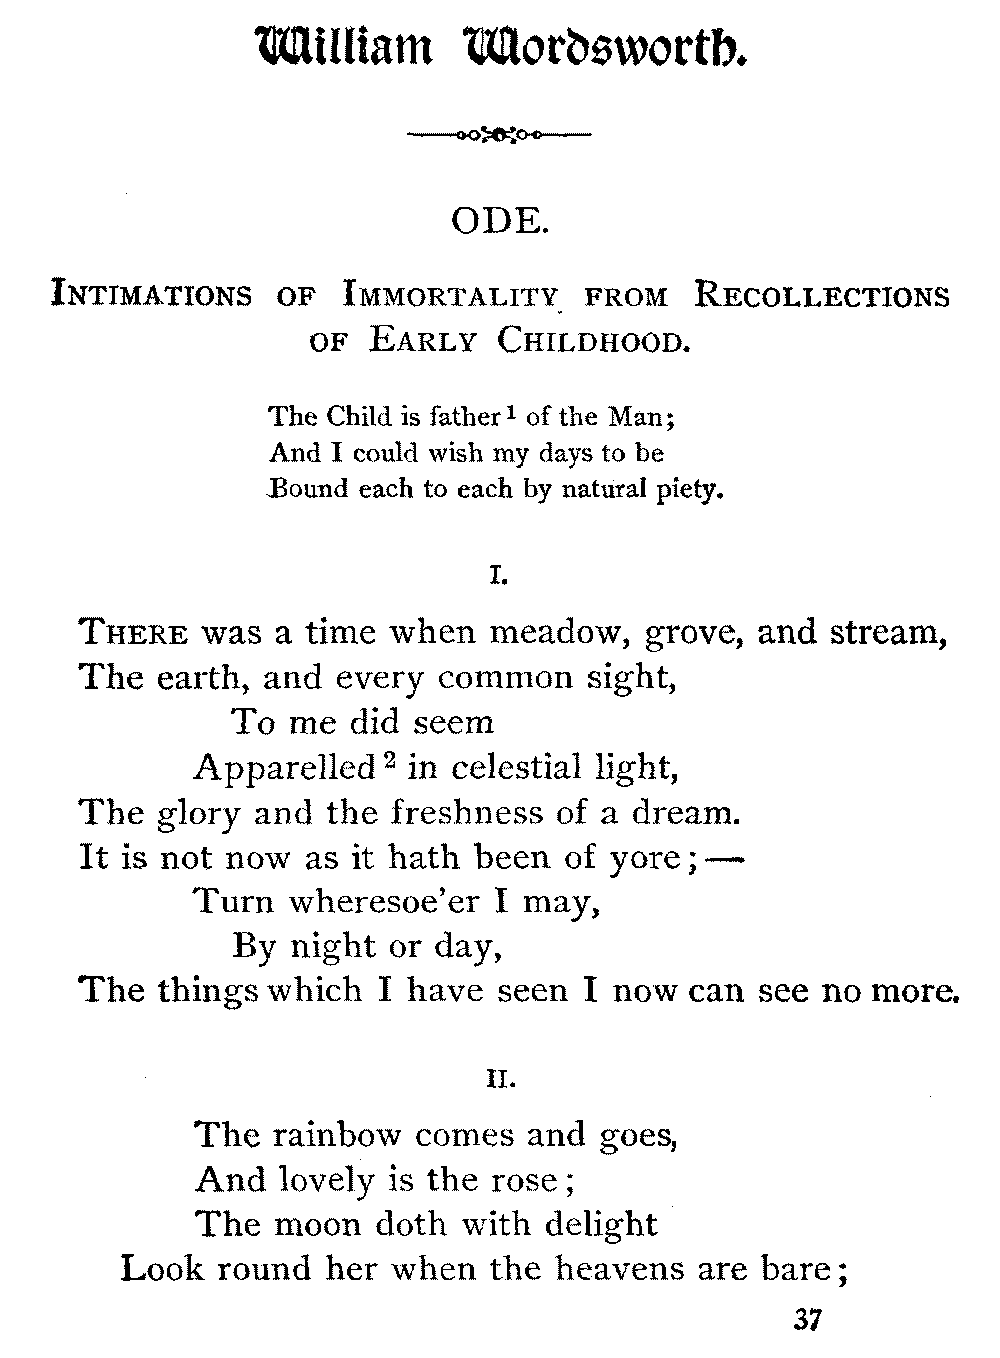 William Wordsworth.
ODE.
INTIMATIONS OF IMMORTALITY FROM RECOLLECTIONS
OF EARLY CHILDHOOD.
The Child is father¹ of the Man;
And I could wish my days to be
Bound each to each by natural piety.
I.
THERE was a time when meadow, grove, and stream,
The earth, and every common sight,
To me did seem
Apparelled² in celestial light,
The glory and the freshness of a dream.
It is not now as it hath been of yore;—
Turn wheresoe'er I may,
By night or day,
The things which I have seen I now can see no more.
II.
The rainbow comes and goes,
And lovely is the rose;
The moon doth with delight
Look round her when the heavens are bare;
37